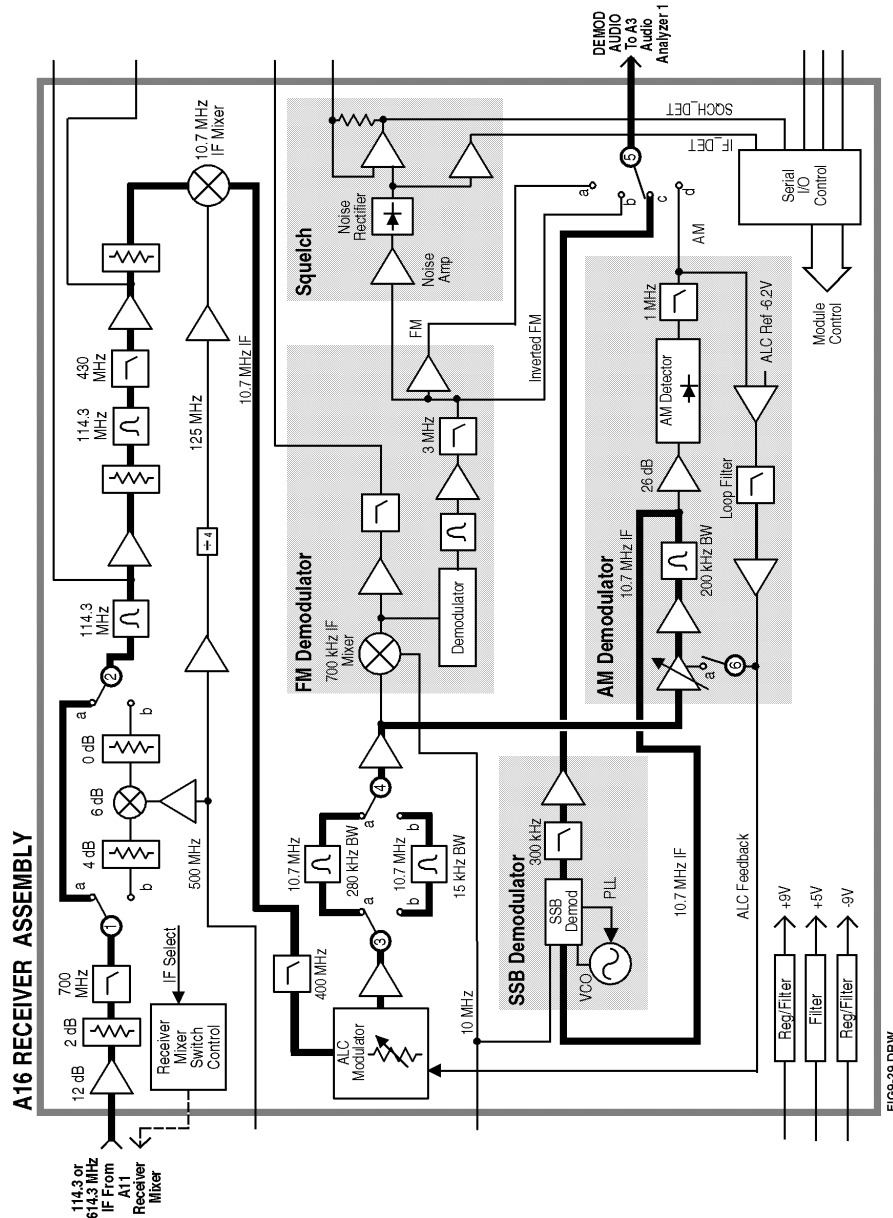 A16 RECEIVER ASSEMBLY
114.3 or
614.3 MHz
IF From
A11
Receiver
Mixer
12 dB
2 dB
700
MHz
1
a
b
4 dB
6 dB
0 dB
a
b
2
114.3
MHz
114.3
MHz
430
MHz
10.7 MHz
IF Mixer
IF Select
Receiver
Mixer
Switch
Control
500 MHz
÷4
125 MHz
10.7 MHz IF
400 MHz
ALC
Modulator
3
a
b
10.7 MHz
280 kHz BW
10.7 MHz
15 kHz BW
a
b
4
10 MHz
FM Demodulator
700 kHz IF
Mixer
Demodulator
3 MHz
FM
Inverted FM
Squelch
Noise
Amp
Noise
Rectifier
SQCH_DET
IF_DET
a
b
c
d
5
DEMOD
AUDIO
To A3
Audio
Analyzer 1
SSB Demodulator
VCO
SSB
Demod
PLL
300 kHz
10.7 MHz IF
AM Demodulator
10.7 MHz IF
200 kHz BW
26 dB
AM Detector
1 MHz
AM
a
6
Loop Filter
ALC Ref -6.2V
ALC Feedback
Serial
I/O
Control
Module
Control
Reg/Filter
+9V
Filter
+5V
Reg/Filter
-9V
FIG9-29.DRW